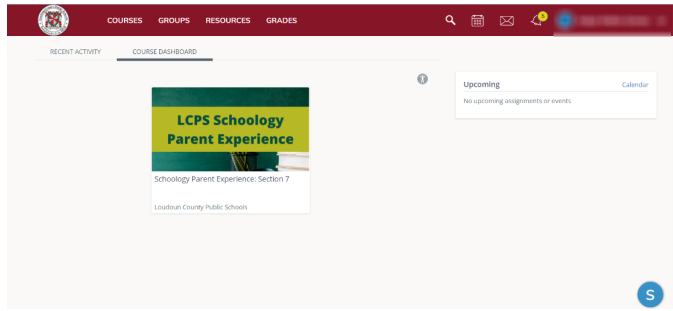 COURSES GROUPS RESOURCES GRADES
RECENT ACTIVITY COURSE DASHBOARD
LCPS Schoology
Parent Experience
Schoology Parent Experience: Section 7
Loudoun County Public Schools
Upcoming Calendar
No upcoming assignments or events
S